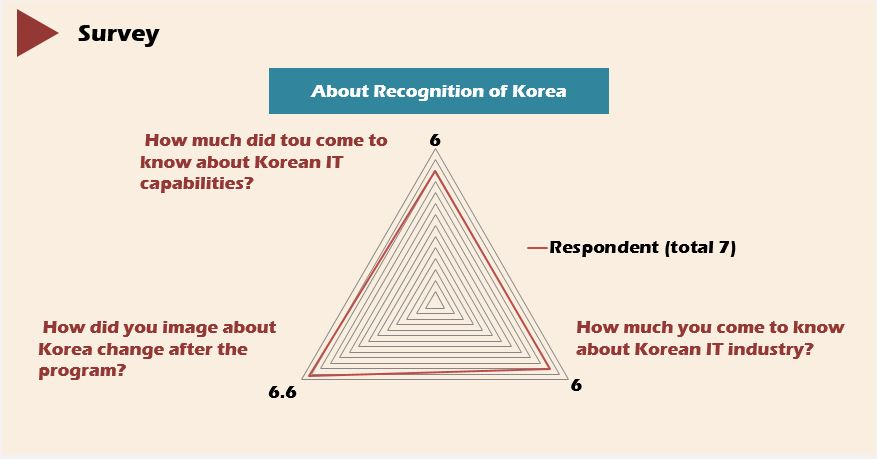 Survey
About Recognition of Korea
How much did tou come to
know about Korean IT
capabilities?
6
Respondent (total 7)
How did you image about
Korea change after the
program?
6.6
How much you come to know
about Korean IT industry?
6